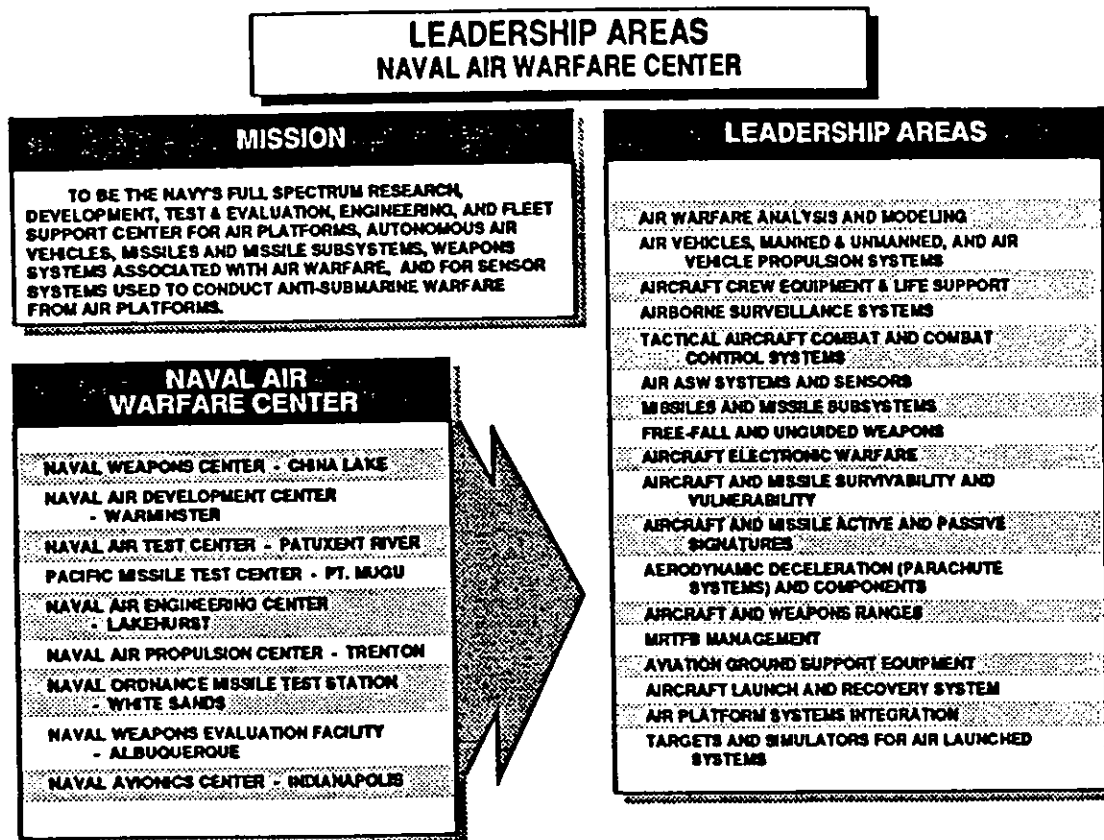 LEADERSHIP AREAS
NAVAL AIR WARFARE CENTER
MISSION
TO BE THE NAVY'S FULL SPECTRUM RESEARCH,
DEVELOPMENT, TEST & EVALUATION, ENGINEERING, AND FLEET
SUPPORT CENTER FOR AIR PLATFORMS, AUTONOMOUS AIR
VEHICLES, MISSILES AND MISSILE SUBSYSTEMS, WEAPONS
SYSTEMS ASSOCIATED WITH AIR WARFARE, AND FOR SENSOR
SYSTEMS USED TO CONDUCT ANTI-SUBMARINE WARFARE
FROM AIR PLATFORMS.
NAVAL AIR
WARFARE CENTER
NAVAL WEAPONS CENTER - CHINA LAKE
NAVAL AIR DEVELOPMENT CENTER
- WARMINSTER
NAVAL AIR TEST CENTER - PATUXENT RIVER
PACIFIC MISSILE TEST CENTER - PT. MUGU
NAVAL AIR ENGINEERING CENTER
- LAKEHURST
NAVAL AIR PROPULSION CENTER - TRENTON
NAVAL ORDNANCE MISSILE TEST STATION
- WHITE SANDS
NAVAL WEAPONS EVALUATION FACILITY
- ALBUQUERQUE
NAVAL AVIONICS CENTER - INDIANAPOLIS
LEADERSHIP AREAS
AIR WARFARE ANALYSIS AND MODELING
AIR VEHICLES, MANNED & UNMANNED, AND AIR
VEHICLE PROPULSION SYSTEMS
AIRCRAFT CREW EQUIPMENT & LIFE SUPPORT
AIRBORNE SURVEILLANCE SYSTEMS
TACTICAL AIRCRAFT COMBAT AND COMBAT
CONTROL SYSTEMS
AIR ASW SYSTEMS AND SENSORS
MISSILES AND MISSILE SUBSYSTEMS
FREE-FALL AND UNGUIDED WEAPONS
AIRCRAFT ELECTRONIC WARFARE
AIRCRAFT AND MISSILE SURVIVABILITY AND
VULNERABILITY
AIRCRAFT AND MISSILE ACTIVE AND PASSIVE
SIGNATURES
AERODYNAMIC DECELERATION (PARACHUTE
SYSTEMS) AND COMPONENTS
AIRCRAFT AND WEAPONS RANGES
MRTFB MANAGEMENT
AVIATION GROUND SUPPORT EQUIPMENT
AIRCRAFT LAUNCH AND RECOVERY SYSTEM
AIR PLATFORM SYSTEMS INTEGRATION
TARGETS AND SIMULATORS FOR AIR LAUNCHED
SYSTEMS